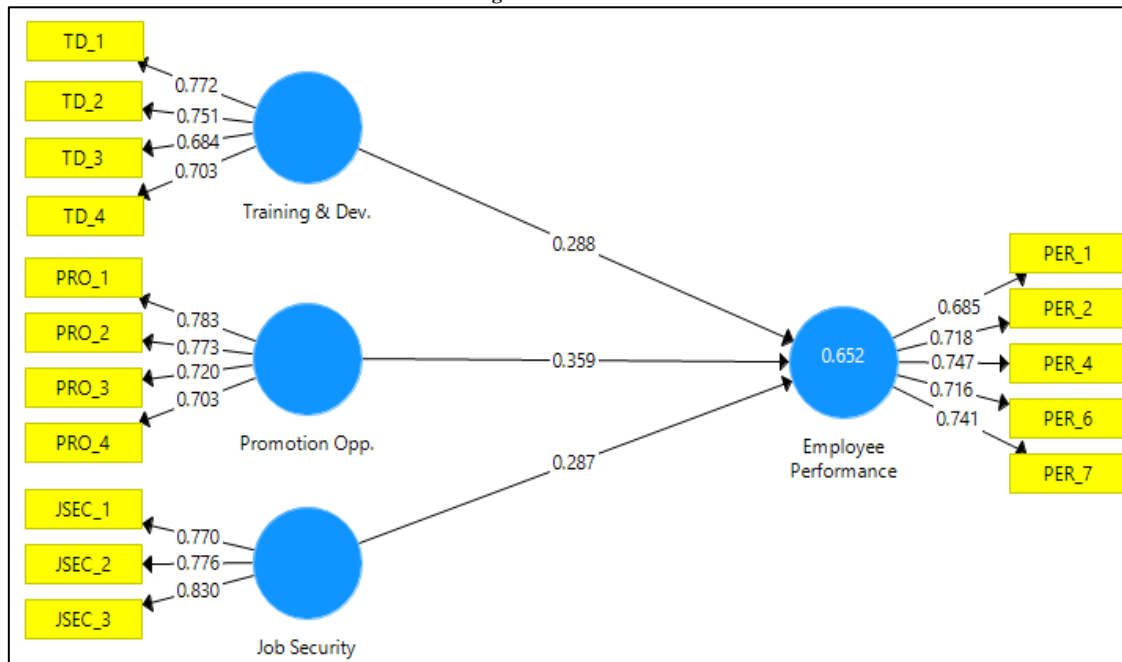 TD_1
TD_2
TD_3
TD_4
0.772
0.751
0.684
0.703
Training & Dev.
PRO_1
PRO_2
PRO_3
PRO_4
0.783
0.773
0.720
0.703
Promotion Opp.
JSEC_1
JSEC_2
JSEC_3
0.770
0.776
0.830
Job Security
0.288
0.359
0.287
0.652
Employee
Performance
0.685
0.718
0.747
0.716
0.741
PER_1
PER_2
PER_4
PER_6
PER_7